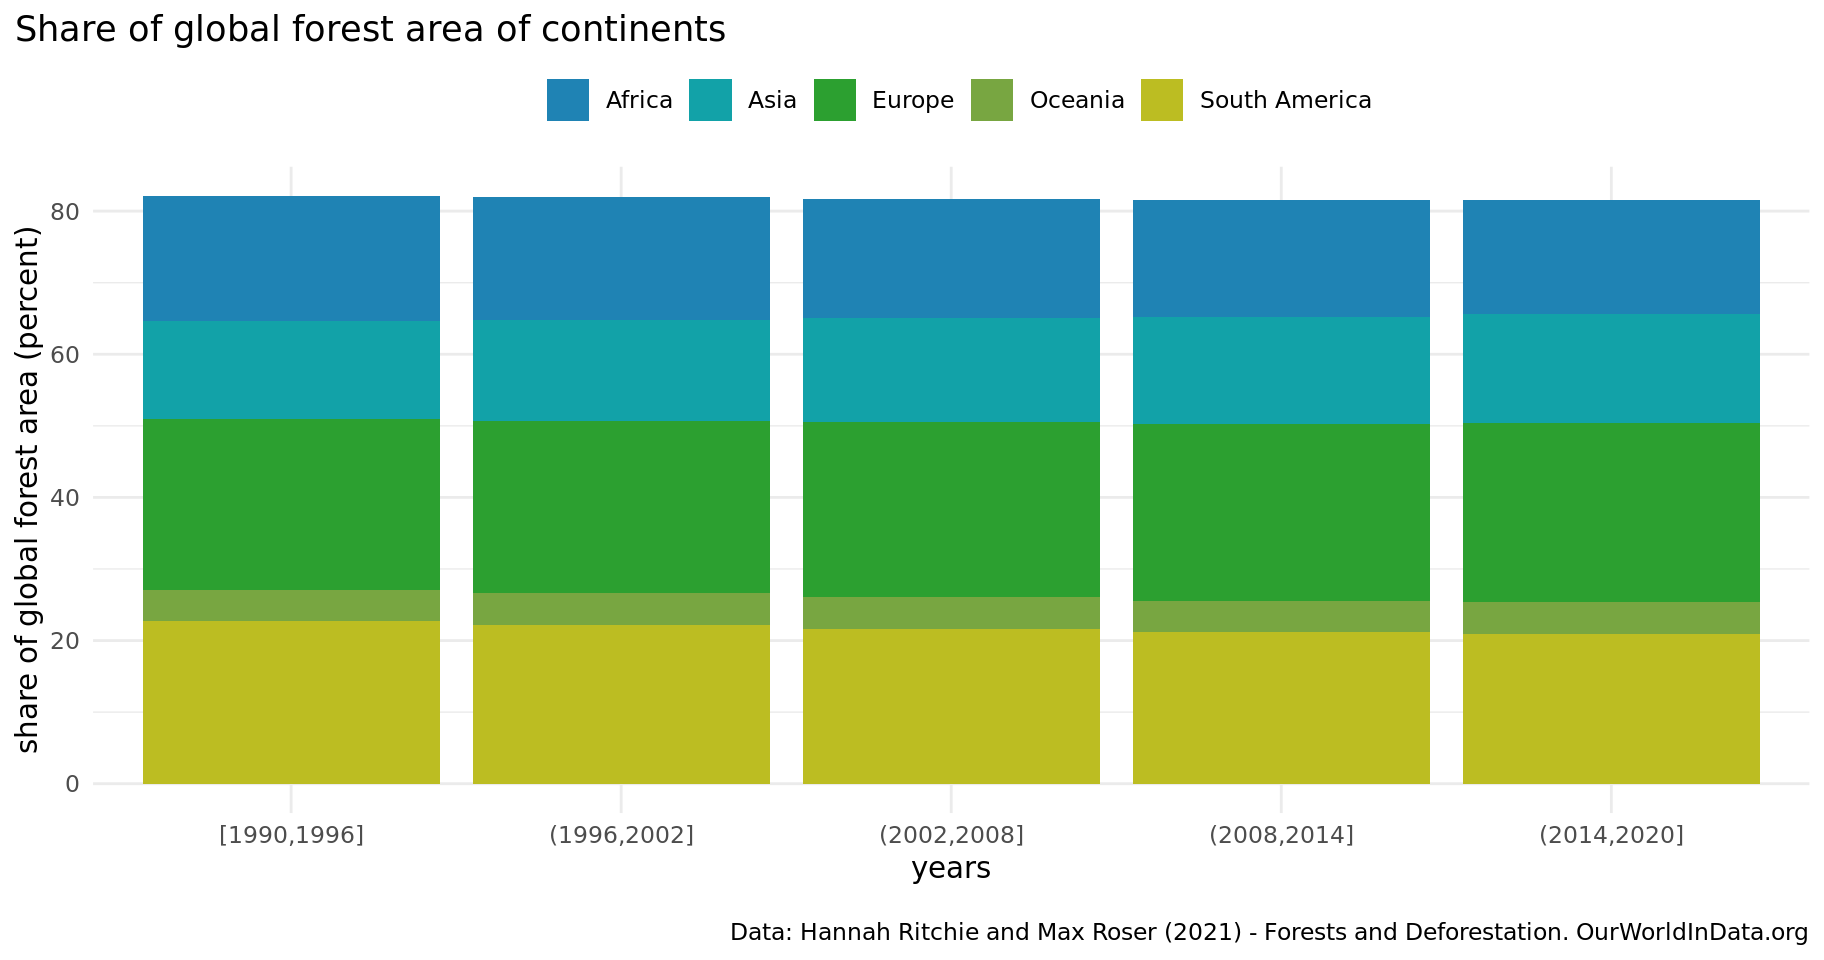 Share of global forest area of continents
Africa Asia Europe Oceania South America
share of global forest area (percent)
80
60
40
20
0
[1990,1996] (1996,2002] (2002,2008] (2008,2014] (2014,2020]
years
Data: Hannah Ritchie and Max Roser (2021) - Forests and Deforestation. OurWorldInData.org